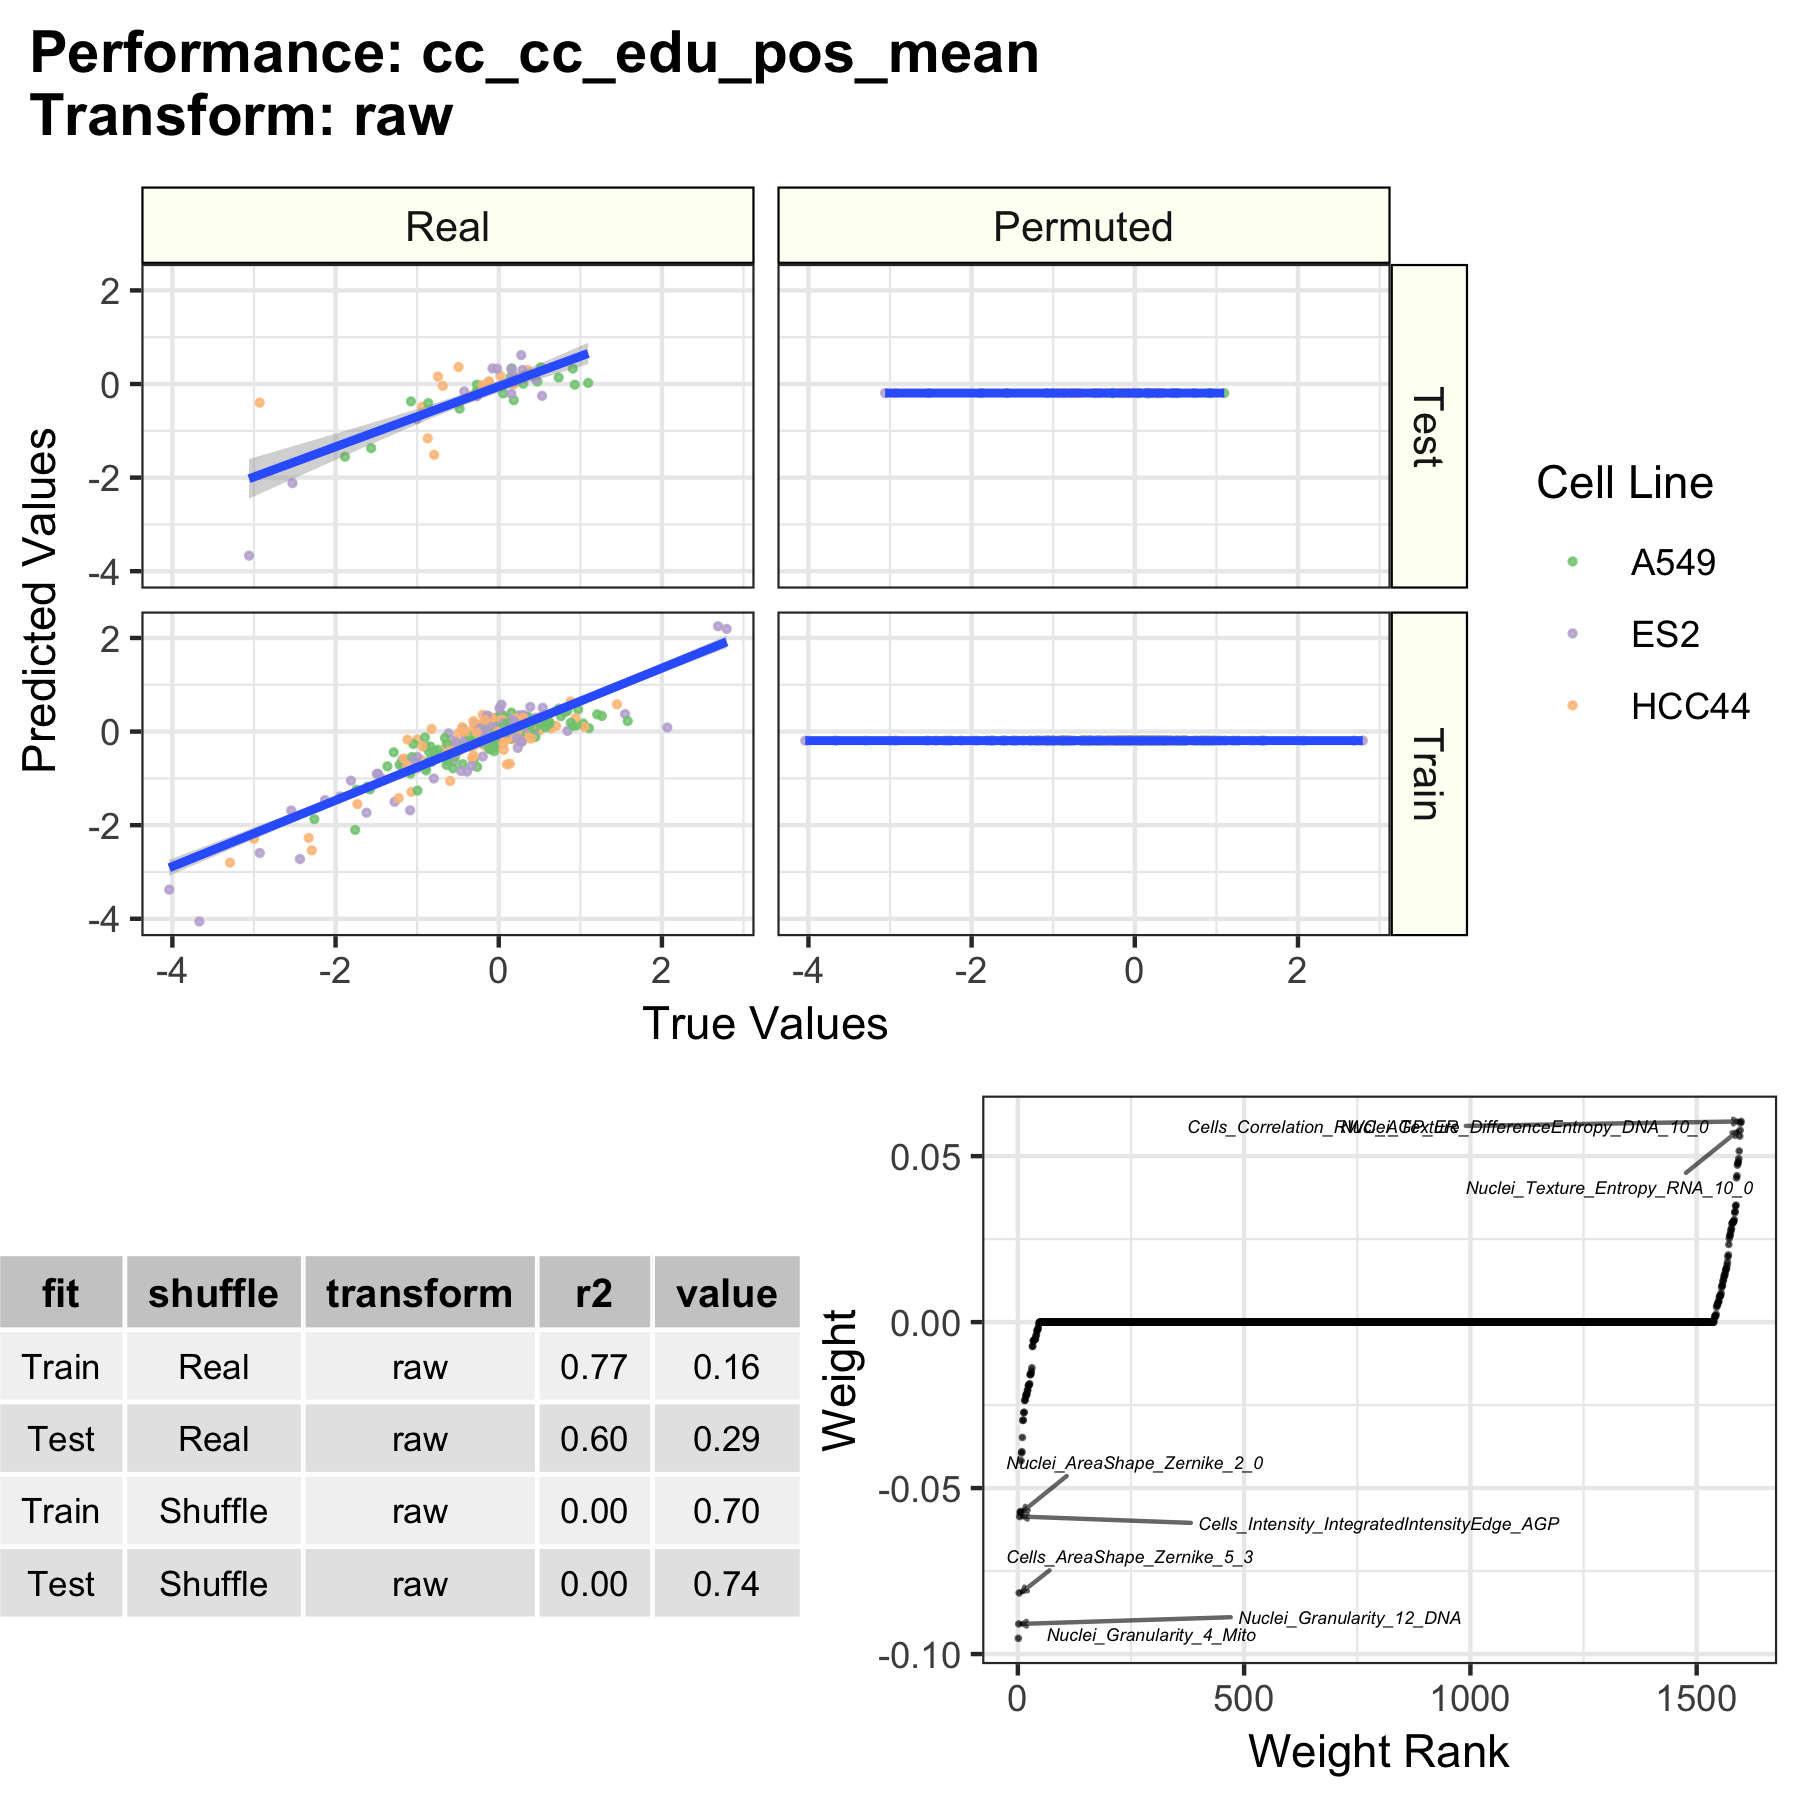 Performance: cc_cc_edu_pos_mean
Transform: raw
Real
Permuted
2
0
-2
-4
Test
2
0
-2
-4
Train
Predicted Values
-4
-2
0
2
-4
-2
0
2
True Values
Cell Line
A549
ES2
HCC44
fit shuffle transform r2 value
Train Real raw 0.77 0.16
Test Real raw 0.60 0.29
Train Shuffle raw 0.00 0.70
Test Shuffle raw 0.00 0.74
Weight
0.05
0.00
-0.05
-0.10
Cells_Correlation_RWC_AGP_ER
Nuclei_Texture_DifferenceEntropy_DNA_10_0
Nuclei_Texture_Entropy_RNA_10_0
Nuclei_AreaShape_Zernike_2_0
Cells_Intensity_IntegratedIntensityEdge_AGP
Cells_AreaShape_Zernike_5_3
Nuclei_Granularity_12_DNA
Nuclei_Granularity_4_Mito
0
500
1000
1500
Weight Rank